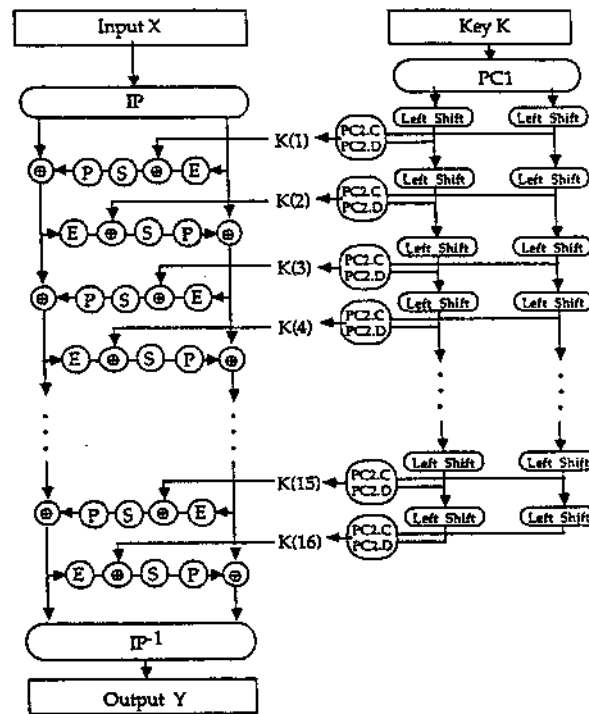 Input X
Key K
IP
PC1
Left Shift Left Shift
K(1) PC2.C
PC2.D
⊕ P S ⊕ E
Left Shift Left Shift
K(2) PC2.C
PC2.D
E ⊕ S P ⊕
Left Shift Left Shift
K(3) PC2.C
PC2.D
⊕ P S ⊕ E
Left Shift Left Shift
K(4) PC2.C
PC2.D
E ⊕ S P ⊕
Left Shift Left Shift
K(15) PC2.C
PC2.D
⊕ P S ⊕ E
Left Shift Left Shift
K(16) PC2.C
PC2.D
E ⊕ S P ⊕
IP-1
Output Y